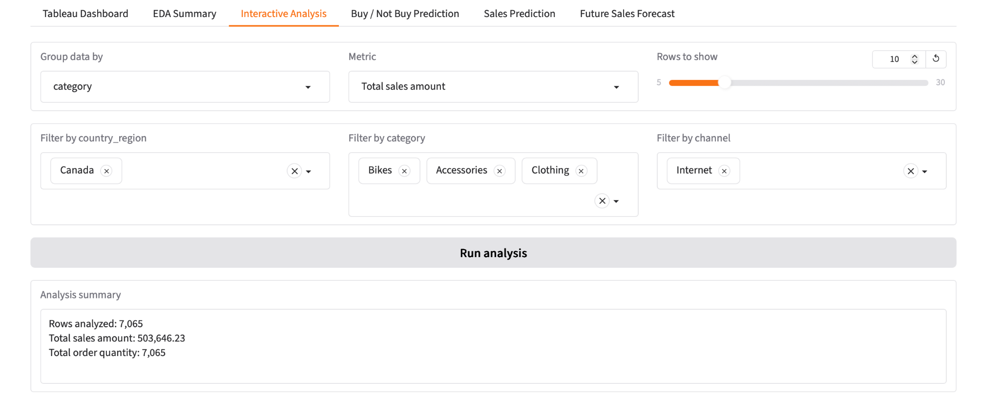 Tableau Dashboard EDA Summary Interactive Analysis Buy / Not Buy Prediction Sales Prediction Future Sales Forecast
Group data by
category
Metric
Total sales amount
Rows to show
10
5 30
Filter by country_region
Canada
Filter by category
Bikes Accessories Clothing
Filter by channel
Internet
Run analysis
Analysis summary
Rows analyzed: 7,065
Total sales amount: 503,646.23
Total order quantity: 7,065